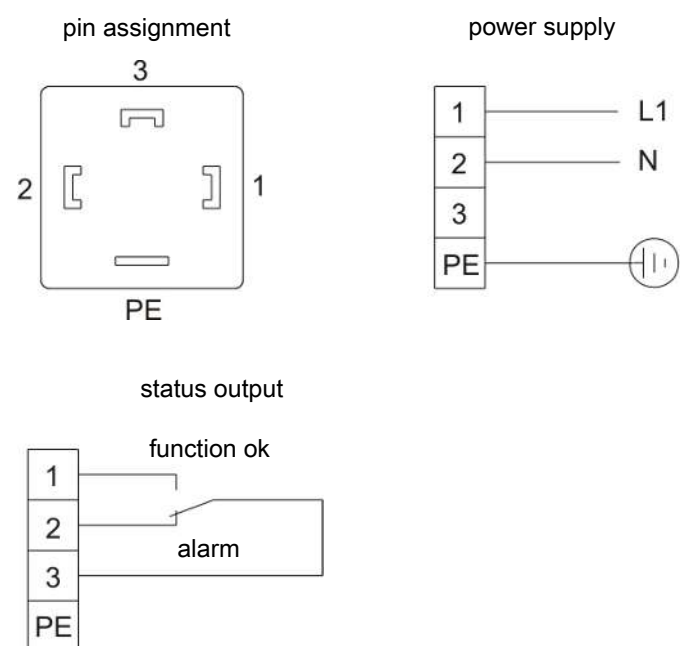 pin assignment
3
2
1
PE
power supply
1
L1
2
N
3
PE
status output
function ok
1
2
alarm
3
PE